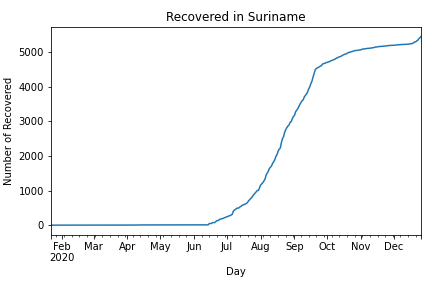 Recovered in Suriname
Number of Recovered
5000
4000
3000
2000
1000
0
Feb Mar Apr May Jun Jul Aug Sep Oct Nov Dec
2020
Day